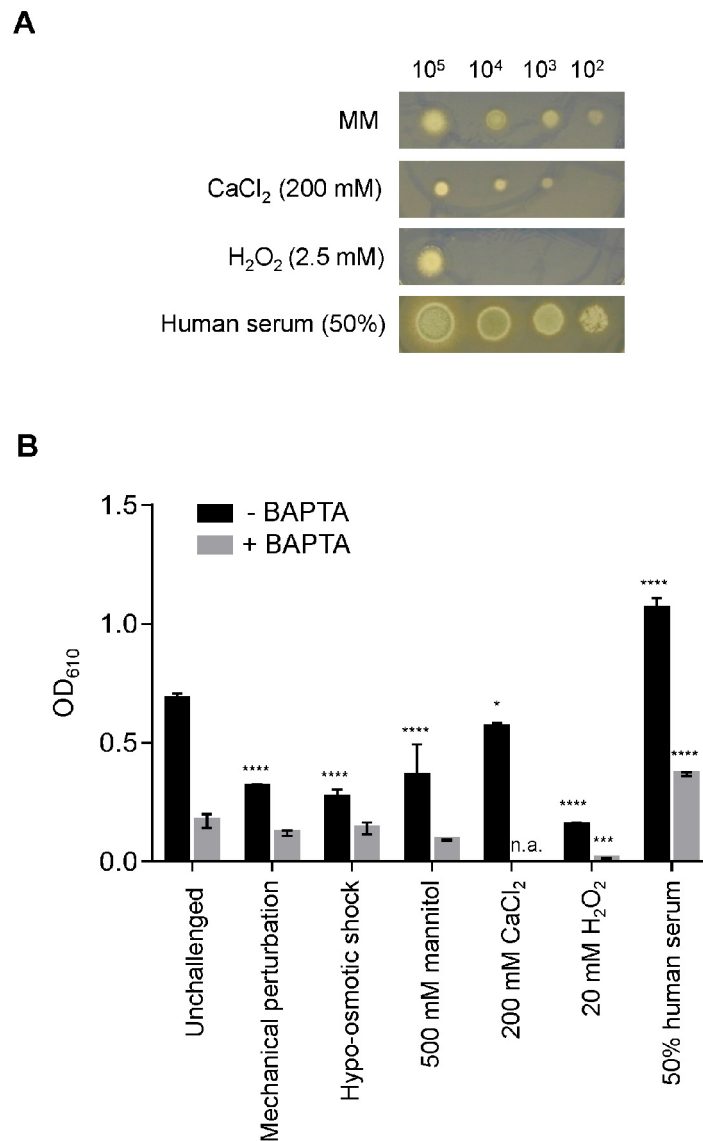 A
10⁵ 10⁴ 10³ 10²
MM
CaCl₂ (200 mM)
H₂O₂ (2.5 mM)
Human serum (50%)
B
- BAPTA
+ BAPTA
OD₆₁₀
1.5
1.0
0.5
0.0
****
****
****
*
n.a.
****
***
****
****
Unchallenged
Mechanical perturbation
Hypo-osmotic shock
500 mM mannitol
200 mM CaCl₂
20 mM H₂O₂
50% human serum